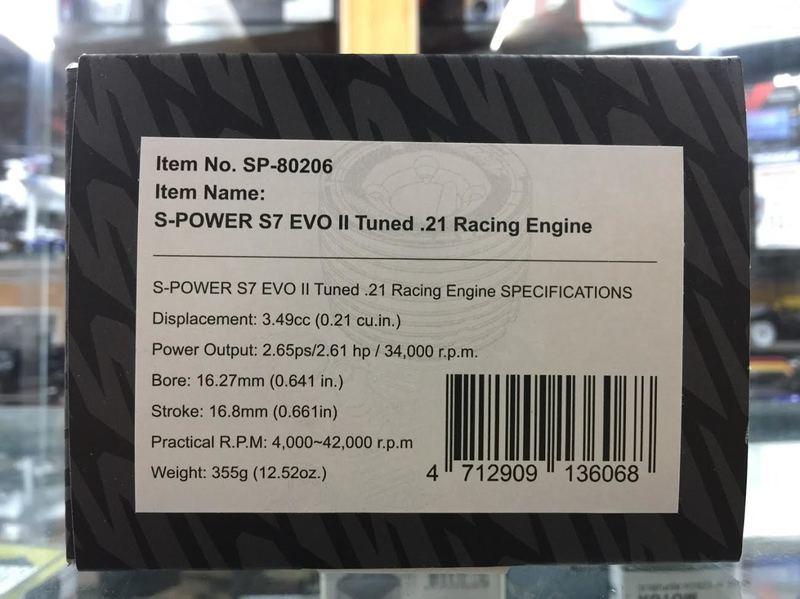 Item No. SP-80206
Item Name:
S-POWER S7 EVO II Tuned .21 Racing Engine
S-POWER S7 EVO II Tuned .21 Racing Engine SPECIFICATIONS
Displacement: 3.49cc (0.21 cu.in.)
Power Output: 2.65ps/2.61 hp / 34,000 r.p.m.
Bore: 16.27mm (0.641 in.)
Stroke: 16.8mm (0.661in)
Practical R.P.M: 4,000~42,000 r.p.m
Weight: 355g (12.52oz.)
4 712909 136068